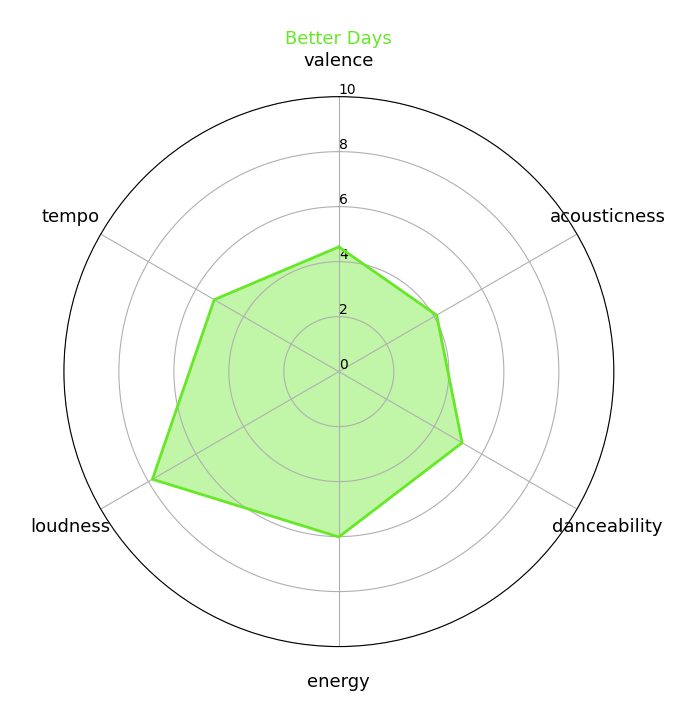 Better Days
valence
10
8
6
4
2
0
tempo
acousticness
loudness
danceability
energy